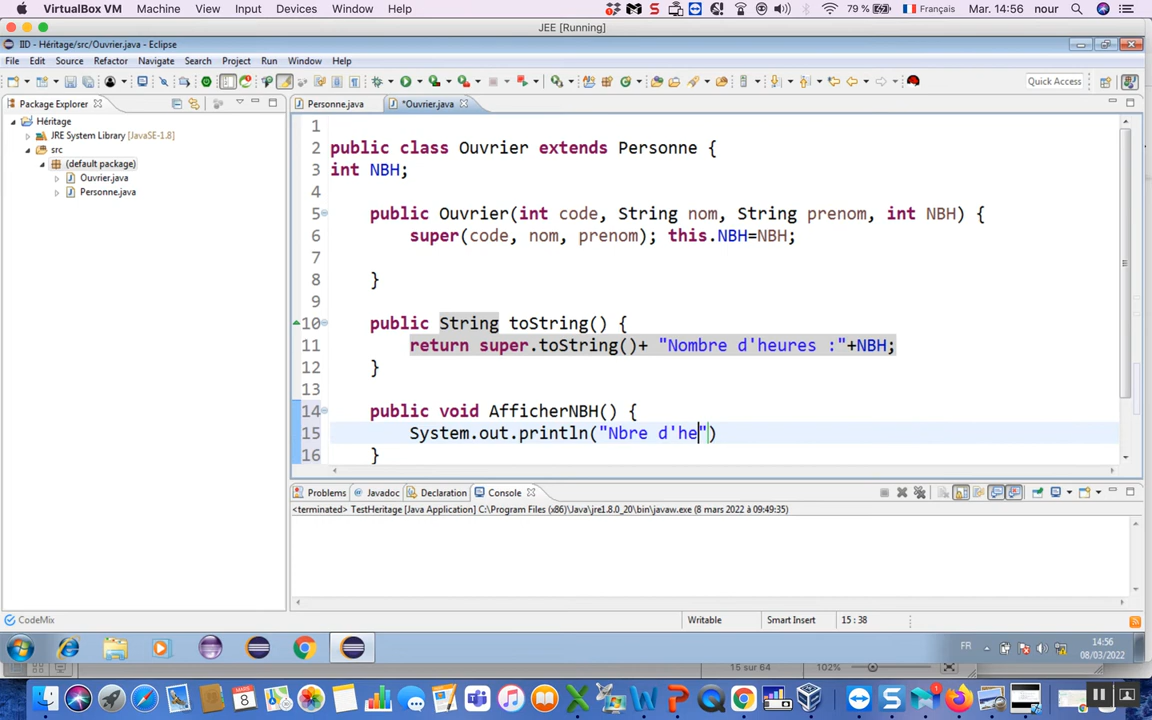 VirtualBox VM Machine View Input Devices Window Help 79 % Français Mar. 14:56 nour
JEE [Running]
IID - Héritage/src/Ouvrier.java - Eclipse
File Edit Source Refactor Navigate Search Project Run Window Help
Quick Access
Package Explorer
Personne.java *Ouvrier.java
Héritage
JRE System Library [JavaSE-1.8]
src
(default package)
Ouvrier.java
Personne.java
1
2 public class Ouvrier extends Personne {
3 int NBH;
4
5 public Ouvrier(int code, String nom, String prenom, int NBH) {
6 super(code, nom, prenom); this.NBH=NBH;
7
8 }
9
10 public String toString() {
11 return super.toString()+ "Nombre d'heures :"+NBH;
12 }
13
14 public void AfficherNBH() {
15 System.out.println("Nbre d'he")
16 }
Problems Javadoc Declaration Console
<terminated> TestHeritage [Java Application] C:\Program Files (x86)\Java\jre1.8.0_20\bin\javaw.exe (8 mars 2022 à 09:49:35)
CodeMix
Writable Smart Insert 15 : 38
FR 14:56
08/03/2022
15 sur 64 102%